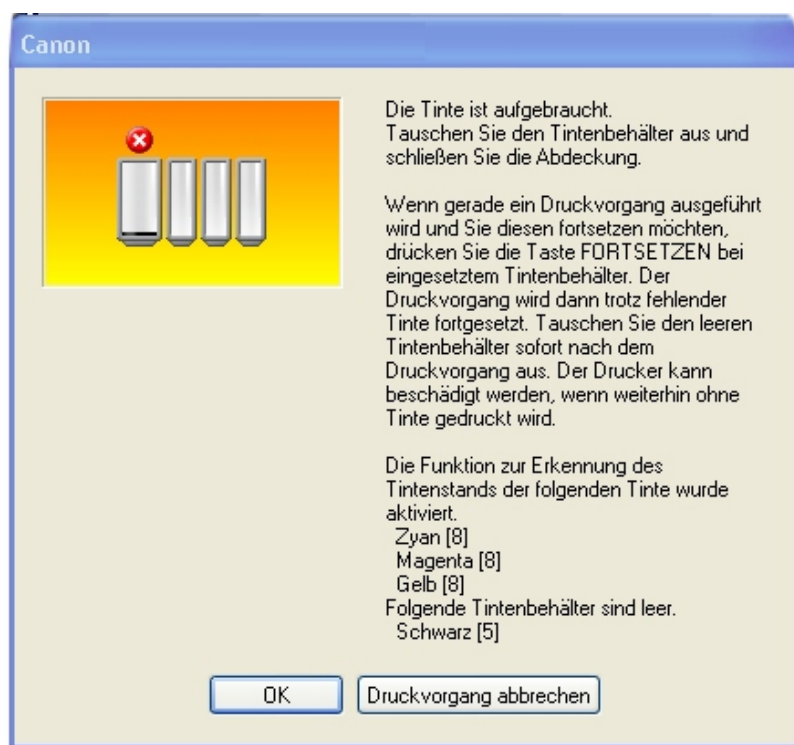 Canon
Die Tinte ist aufgebraucht.
Tauschen Sie den Tintenbehälter aus und
schließen Sie die Abdeckung.
Wenn gerade ein Druckvorgang ausgeführt
wird und Sie diesen fortsetzen möchten,
drücken Sie die Taste FORTSETZEN bei
eingesetztem Tintenbehälter. Der
Druckvorgang wird dann trotz fehlender
Tinte fortgesetzt. Tauschen Sie den leeren
Tintenbehälter sofort nach dem
Druckvorgang aus. Der Drucker kann
beschädigt werden, wenn weiterhin ohne
Tinte gedruckt wird.
Die Funktion zur Erkennung des
Tintenstands der folgenden Tinte wurde
aktiviert.
Zyan [8]
Magenta [8]
Gelb [8]
Folgende Tintenbehälter sind leer.
Schwarz [5]
OK
Druckvorgang abbrechen